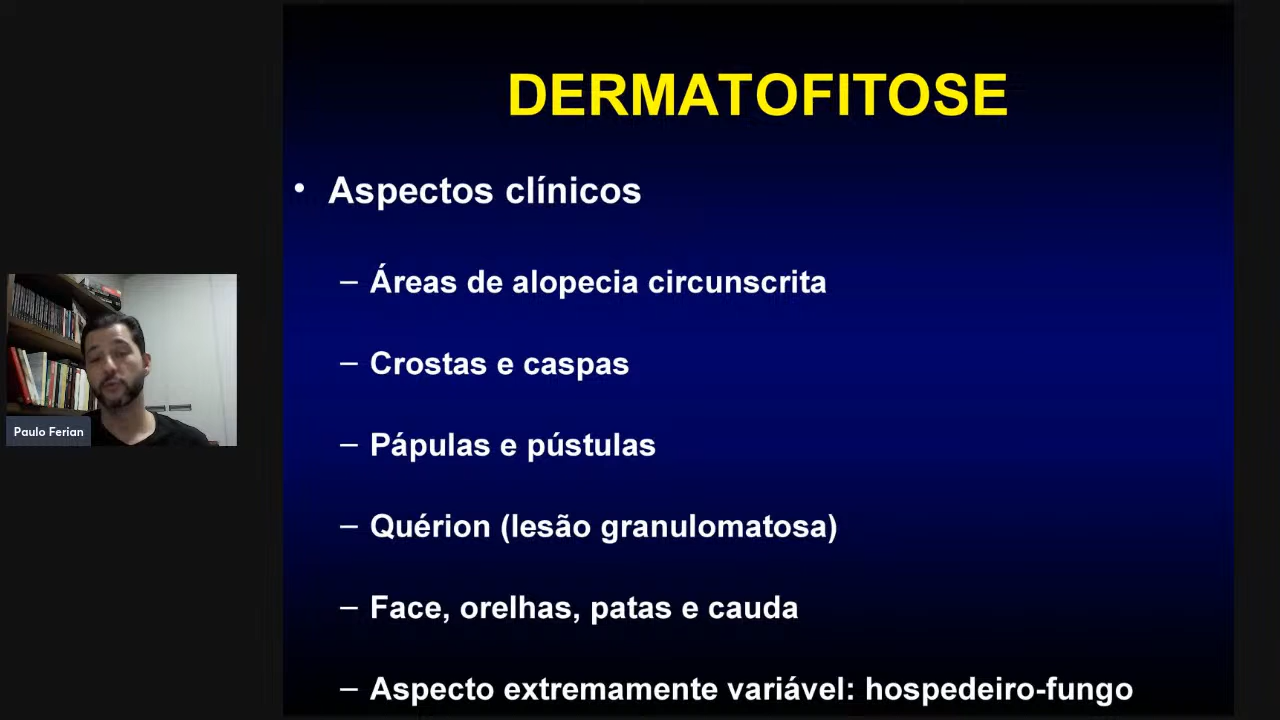 DERMATOFITOSE
• Aspectos clínicos
– Áreas de alopecia circunscrita
– Crostas e caspas
– Pápulas e pústulas
– Quérion (lesão granulomatosa)
– Face, orelhas, patas e cauda
– Aspecto extremamente variável: hospedeiro-fungo
Paulo Ferian